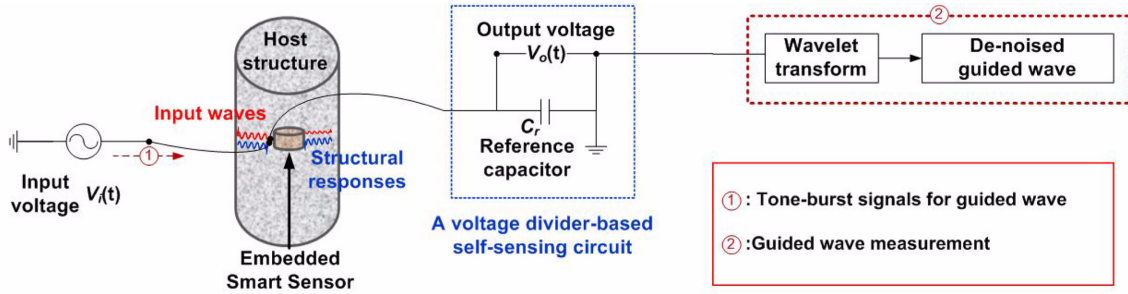 Host
structure
Input waves
Structural
responses
①
Input
voltage Vi(t)
Embedded
Smart Sensor
Output voltage
Vo(t)
Cr
Reference
capacitor
A voltage divider-based
self-sensing circuit
②
Wavelet
transform
De-noised
guided wave
① : Tone-burst signals for guided wave
② :Guided wave measurement